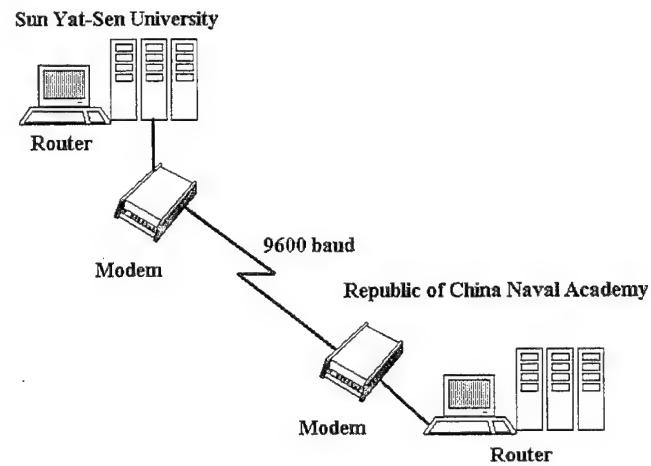 Sun Yat-Sen University
Router
Modem
9600 baud
Republic of China Naval Academy
Modem
Router